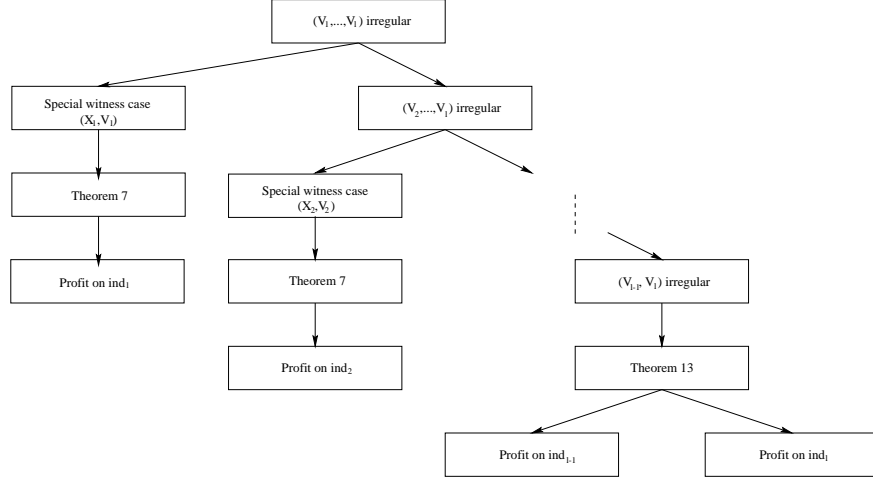 (V₁,...,Vₗ) irregular
Special witness case
(X₁,V₁)
(V₂,...,Vₗ) irregular
Theorem 7
Special witness case
(X₂,V₂)
Profit on ind₁
Theorem 7
(Vₗ₋₁, Vₗ) irregular
Profit on ind₂
Theorem 13
Profit on indₗ₋₁
Profit on indₗ